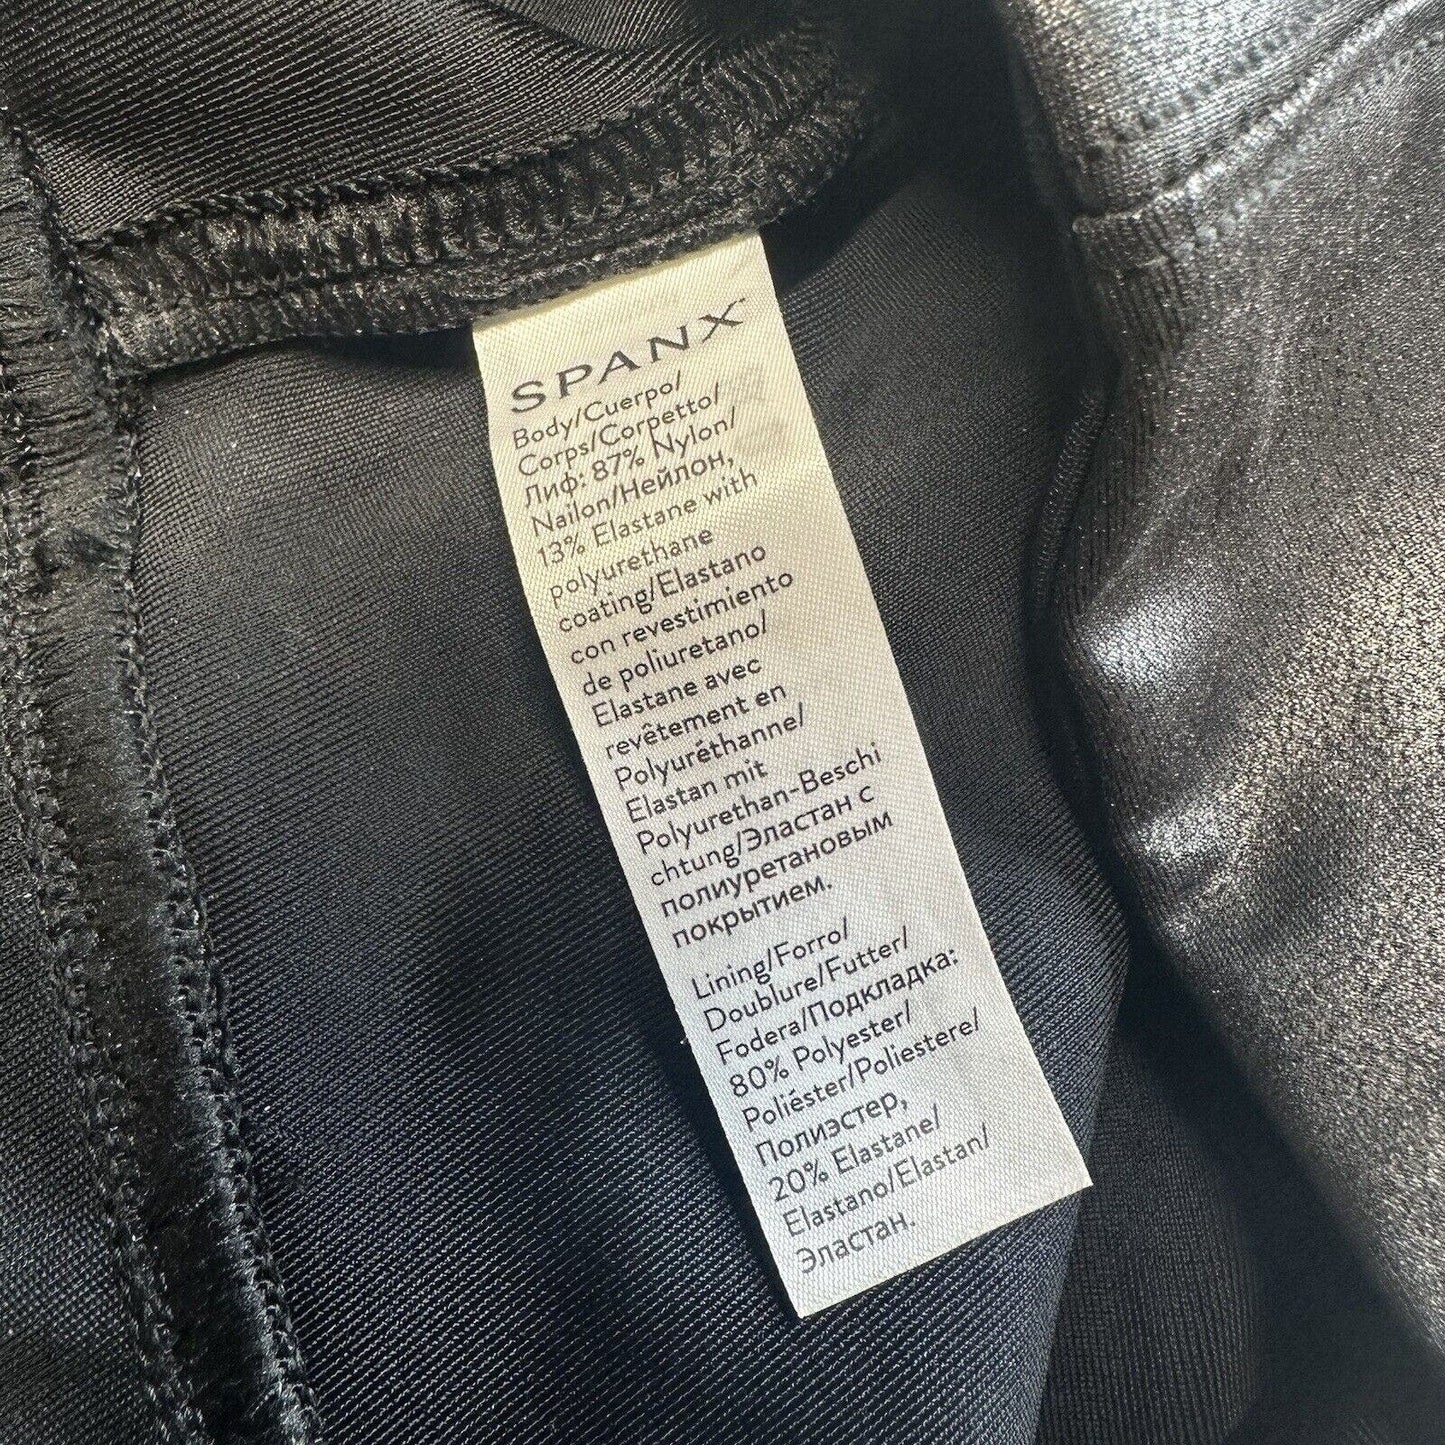 SPANX
Body/Cuerpo/
Corps/Corpetto/
Лиф: 87% Nylon/
Nailon/Нейлон,
13% Elastane with
polyurethane
coating/Elastano
con revestimiento
de poliuretano/
Elastane avec
revêtement en
Polyuréthanne/
Elastan mit
Polyurethan-Beschi
chtung/Эластан с
полиуретановым
покрытием.
Lining/Forro/
Doublure/Futter/
Fodera/Подкладка:
80% Polyester/
Poliéster/Poliestere/
Полиэстер,
20% Elastane/
Elastano/Elastan/
Эластан.